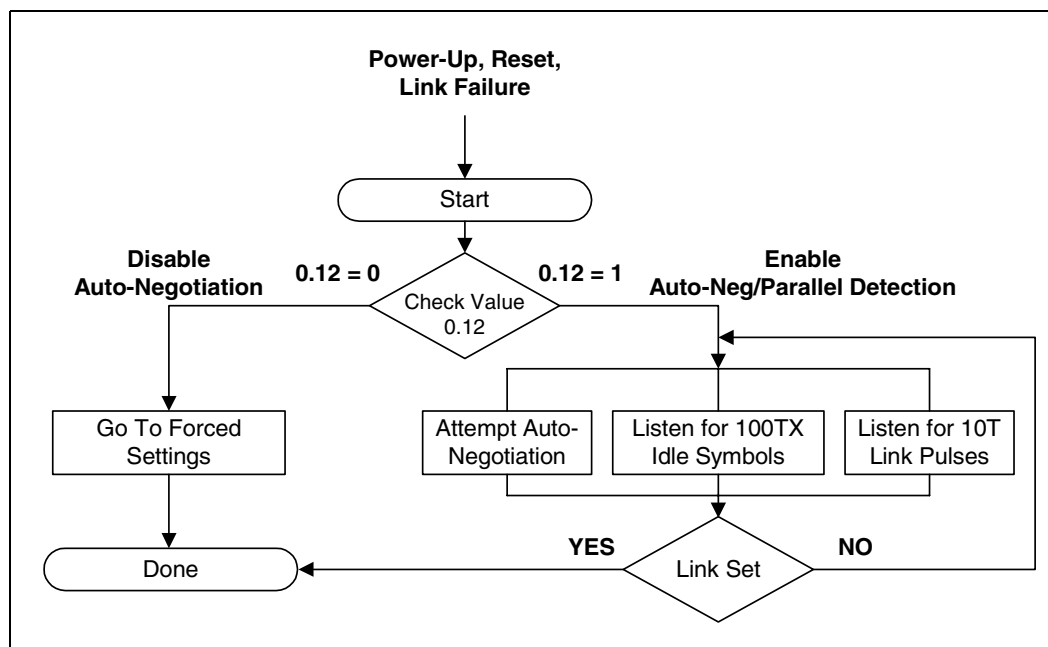 Power-Up, Reset,
Link Failure
Start
Disable
Auto-Negotiation
0.12 = 0
0.12 = 1
Enable
Auto-Neg/Parallel Detection
Check Value
0.12
Go To Forced
Settings
Attempt Auto-
Negotiation
Listen for 100TX
Idle Symbols
Listen for 10T
Link Pulses
Done
YES
Link Set
NO